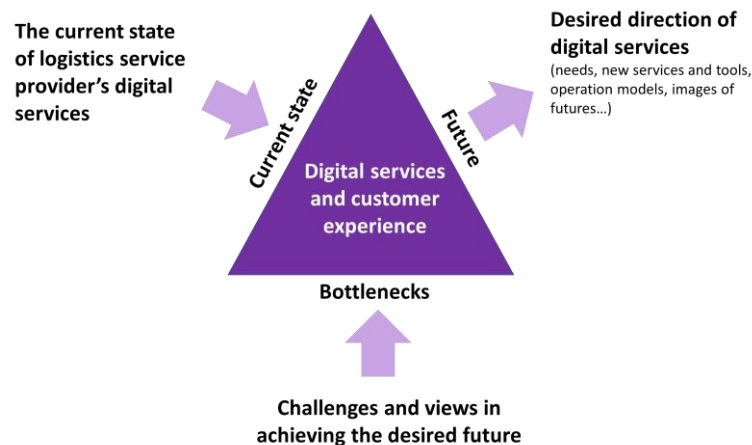 The current state
of logistics service
provider's digital
services
Desired direction of
digital services
(needs, new services and tools,
operation models, images of
futures...)
Current state
Future
Digital services
and customer
experience
Bottlenecks
Challenges and views in
achieving the desired future